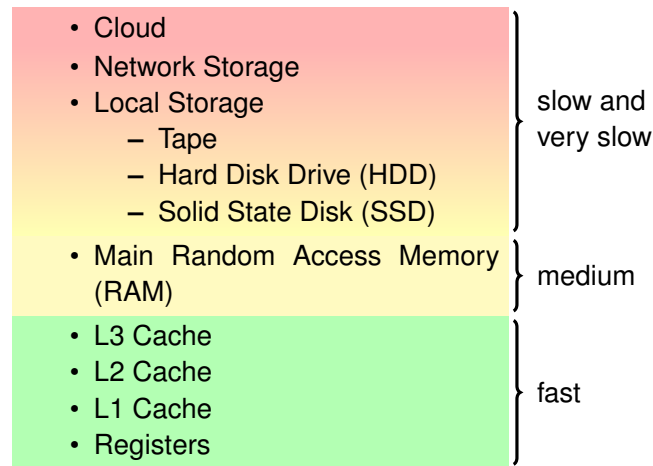 • Cloud
• Network Storage
• Local Storage
– Tape
– Hard Disk Drive (HDD)
– Solid State Disk (SSD)
slow and
very slow
• Main Random Access Memory
(RAM)
medium
• L3 Cache
• L2 Cache
• L1 Cache
• Registers
fast